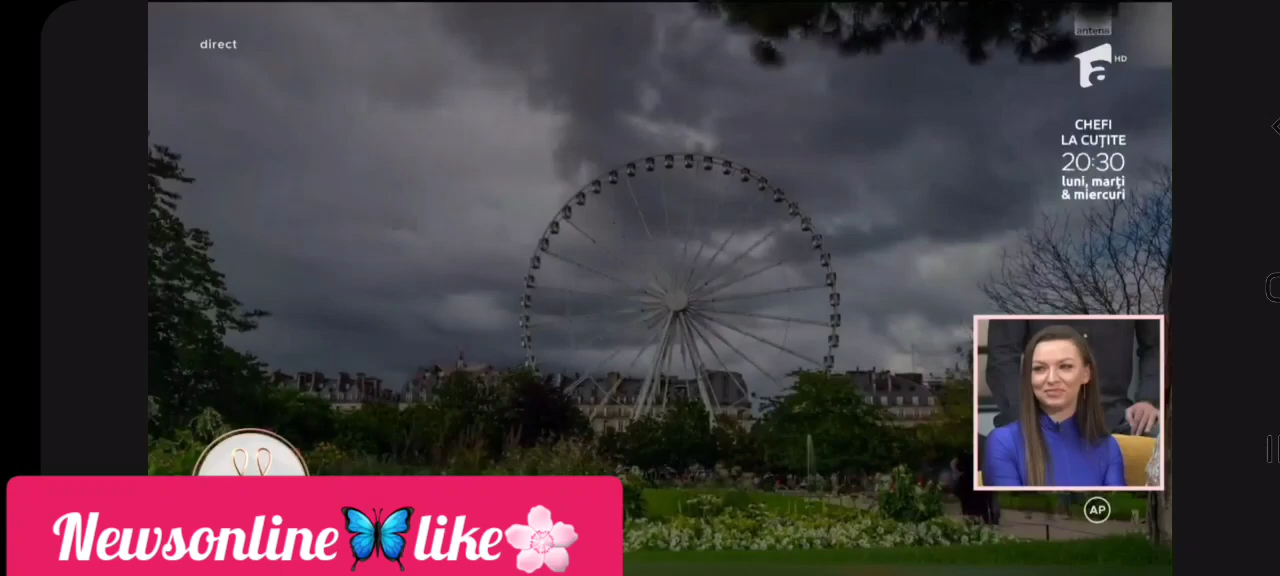 direct
antena
a HD
CHEFI
LA CUȚITE
20:30
luni, marți
& miercuri
AP
Newsonline🦋like🌸